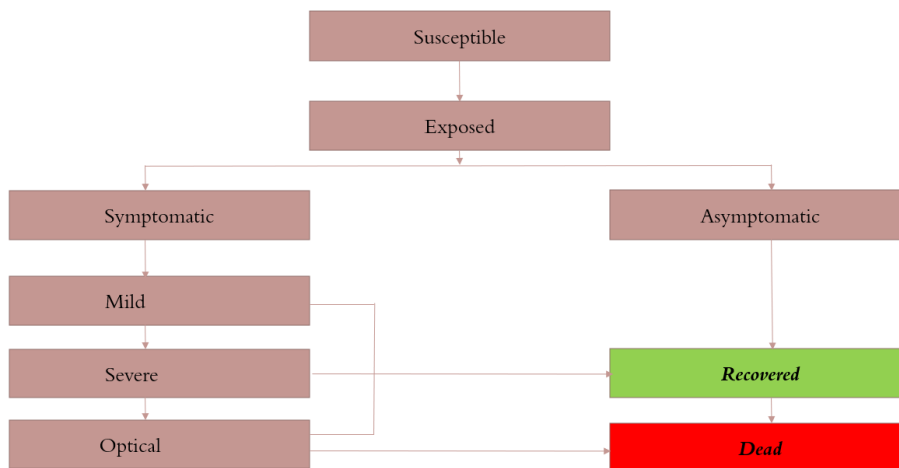 Susceptible
Exposed
Symptomatic
Asymptomatic
Mild
Severe
Recovered
Optical
Dead